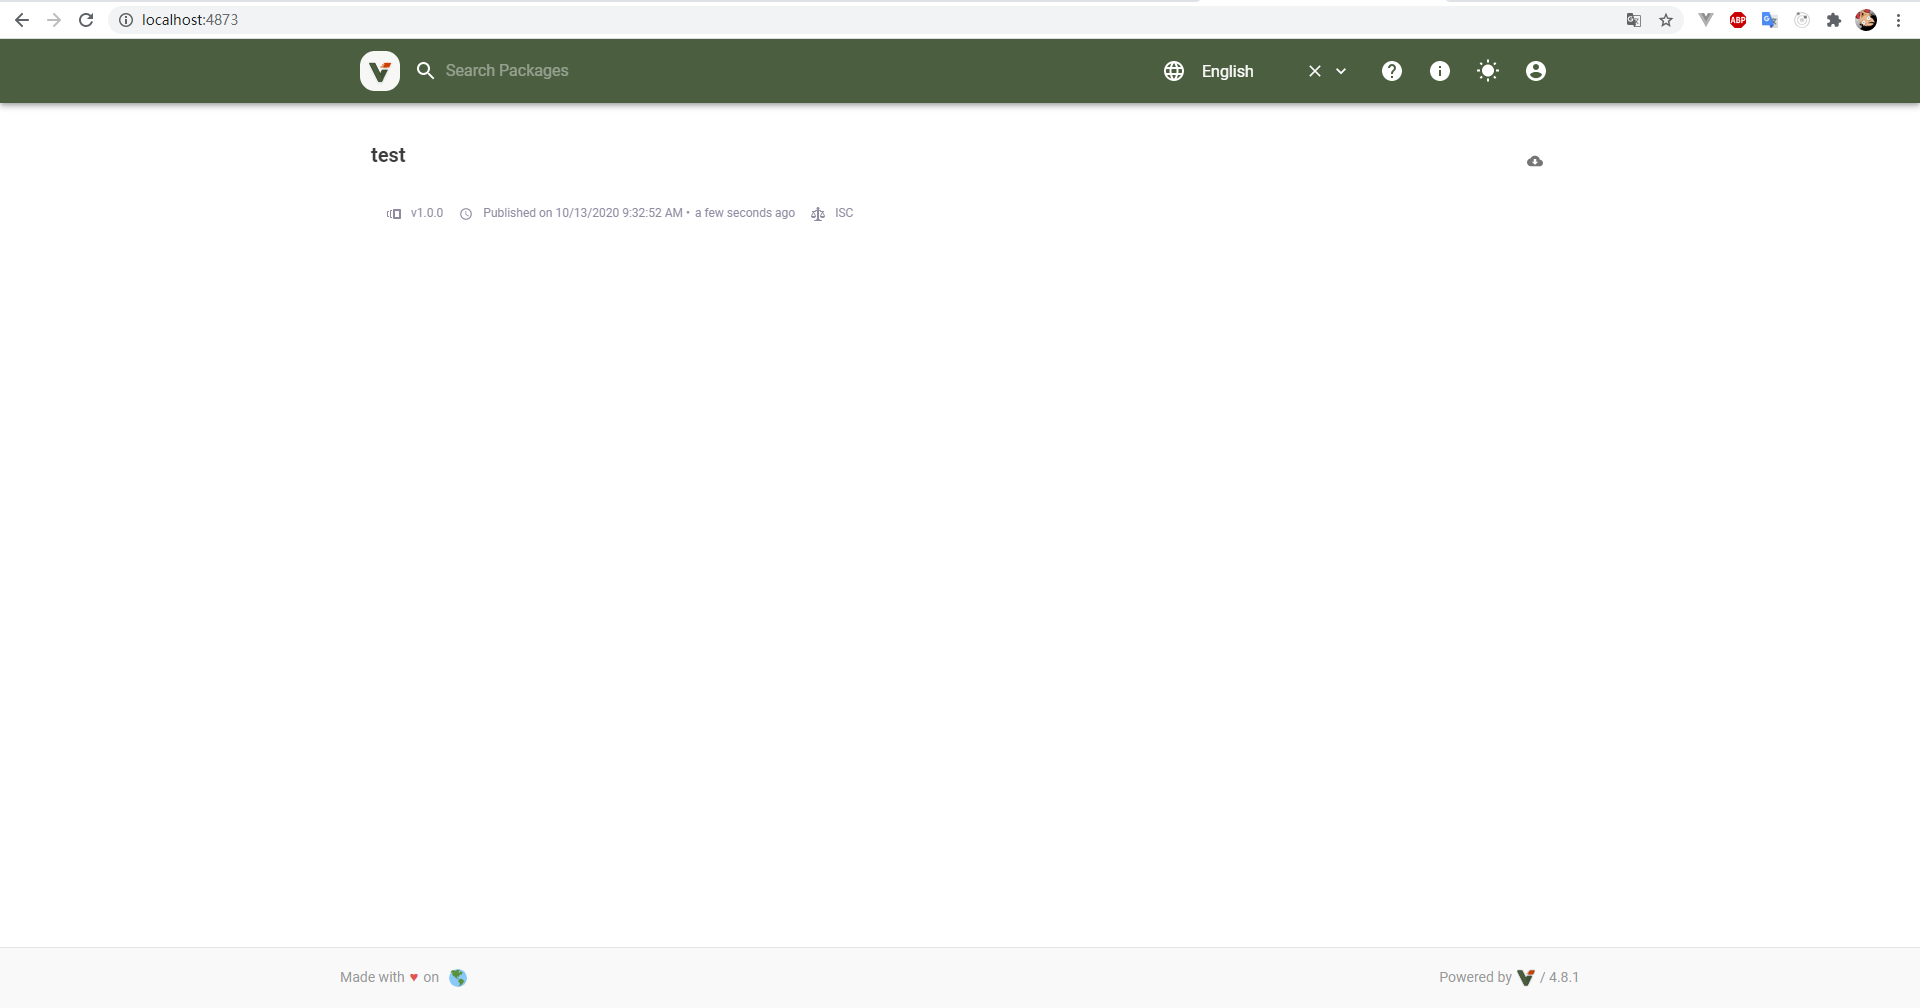 localhost:4873
ABP
Search Packages
English
test
v1.0.0 Published on 10/13/2020 9:32:52 AM • a few seconds ago ISC
Made with ♥ on
Powered by / 4.8.1